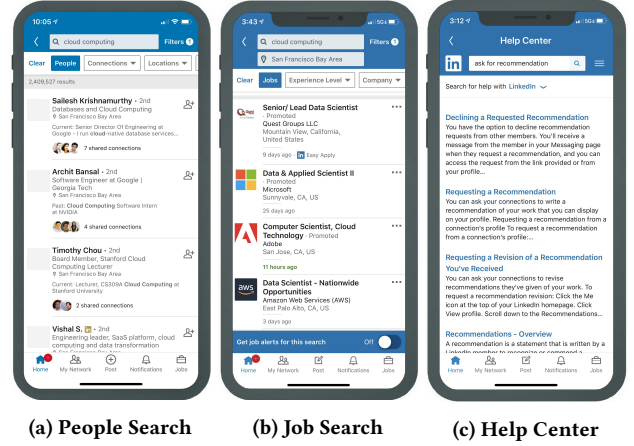 10:05
cloud computing
Filters 1
Clear People Connections Locations
2,409,527 results
Sailesh Krishnamurthy • 2nd
Databases and Cloud Computing
San Francisco Bay Area
Current: Senior Director Of Engineering at
Google - I run cloud-native database services...
7 shared connections
Archit Bansal • 2nd
Software Engineer at Google |
Georgia Tech
San Francisco Bay Area
Past: Cloud Computing Software Intern
at NVIDIA
4 shared connections
Timothy Chou • 2nd
Board Member, Stanford Cloud
Computing Lecturer
San Francisco Bay Area
Current: Lecturer, CS309A Cloud Computing at
Stanford University
2 shared connections
Vishal S. in • 2nd
Engineering leader, SaaS platform, cloud
computing and data transformation
San Francisco Bay Area
Home My Network Post Notifications Jobs
(a) People Search
3:43
5Ge
cloud computing
Filters 1
San Francisco Bay Area
Clear Jobs Experience Level Company
Quest
Senior/ Lead Data Scientist
· Promoted
Quest Groups LLC
Mountain View, California,
United States
9 days ago · in Easy Apply
Data & Applied Scientist II
· Promoted
Microsoft
Sunnyvale, CA, US
25 days ago
Computer Scientist, Cloud
Technology · Promoted
Adobe
San Jose, CA, US
11 hours ago
aws
Data Scientist - Nationwide
Opportunities
Amazon Web Services (AWS)
East Palo Alto, CA, US
3 days ago
Get job alerts for this search Off
Home My Network Post Notifications Jobs
(b) Job Search
3:12
5Ge
Help Center
in ask for recommendation
Search for help with LinkedIn
Declining a Requested Recommendation
You have the option to decline recommendation
requests from other members. You'll receive a
message from the member in your Messaging page
when they request a recommendation, and you can
access the request from the link provided or from
your profile...
Requesting a Recommendation
You can ask your connections to write a
recommendation of your work that you can display
on your profile. Requesting a recommendation from a
connection's profile To request a recommendation
from a connection's profile:...
Requesting a Revision of a Recommendation
You've Received
You can ask your connections to revise
recommendations they've given of your work. To
request a recommendation revision: Click the Me
icon at the top of your LinkedIn homepage. Click
View profile. Scroll down to the Recommendations...
Recommendations - Overview
A recommendation is a statement that is written by a
LinkedIn member to recognize or commend a
Home My Network Post Notifications Jobs
(c) Help Center